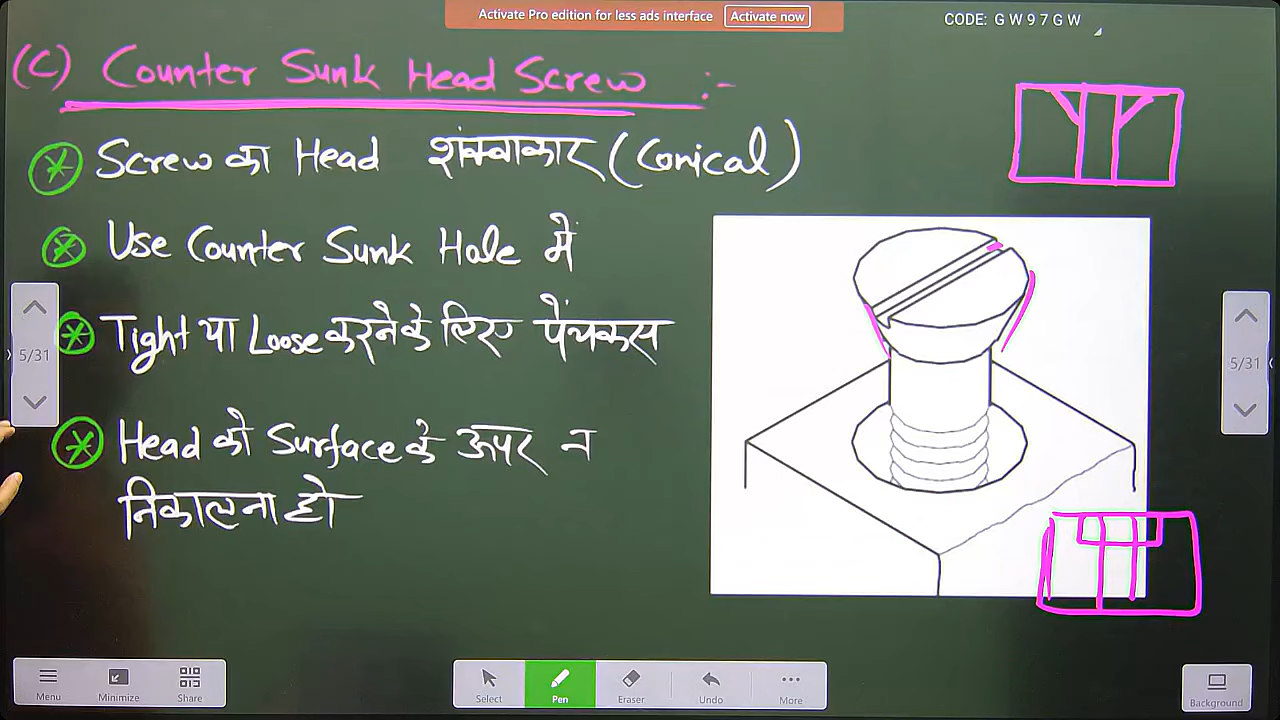 Activate Pro edition for less ads interface Activate now
CODE: G W 9 7 G W
(C) Counter Sunk Head Screw :-
Screw का Head शंक्वाकार (Conical)
Use Counter Sunk Hole में
Tight या Loose करने के लिए पेंचकस
Head को Surface के ऊपर न
निकालना हो
5/31
5/31
Menu Minimize Share
Select Pen Eraser Undo More
Background